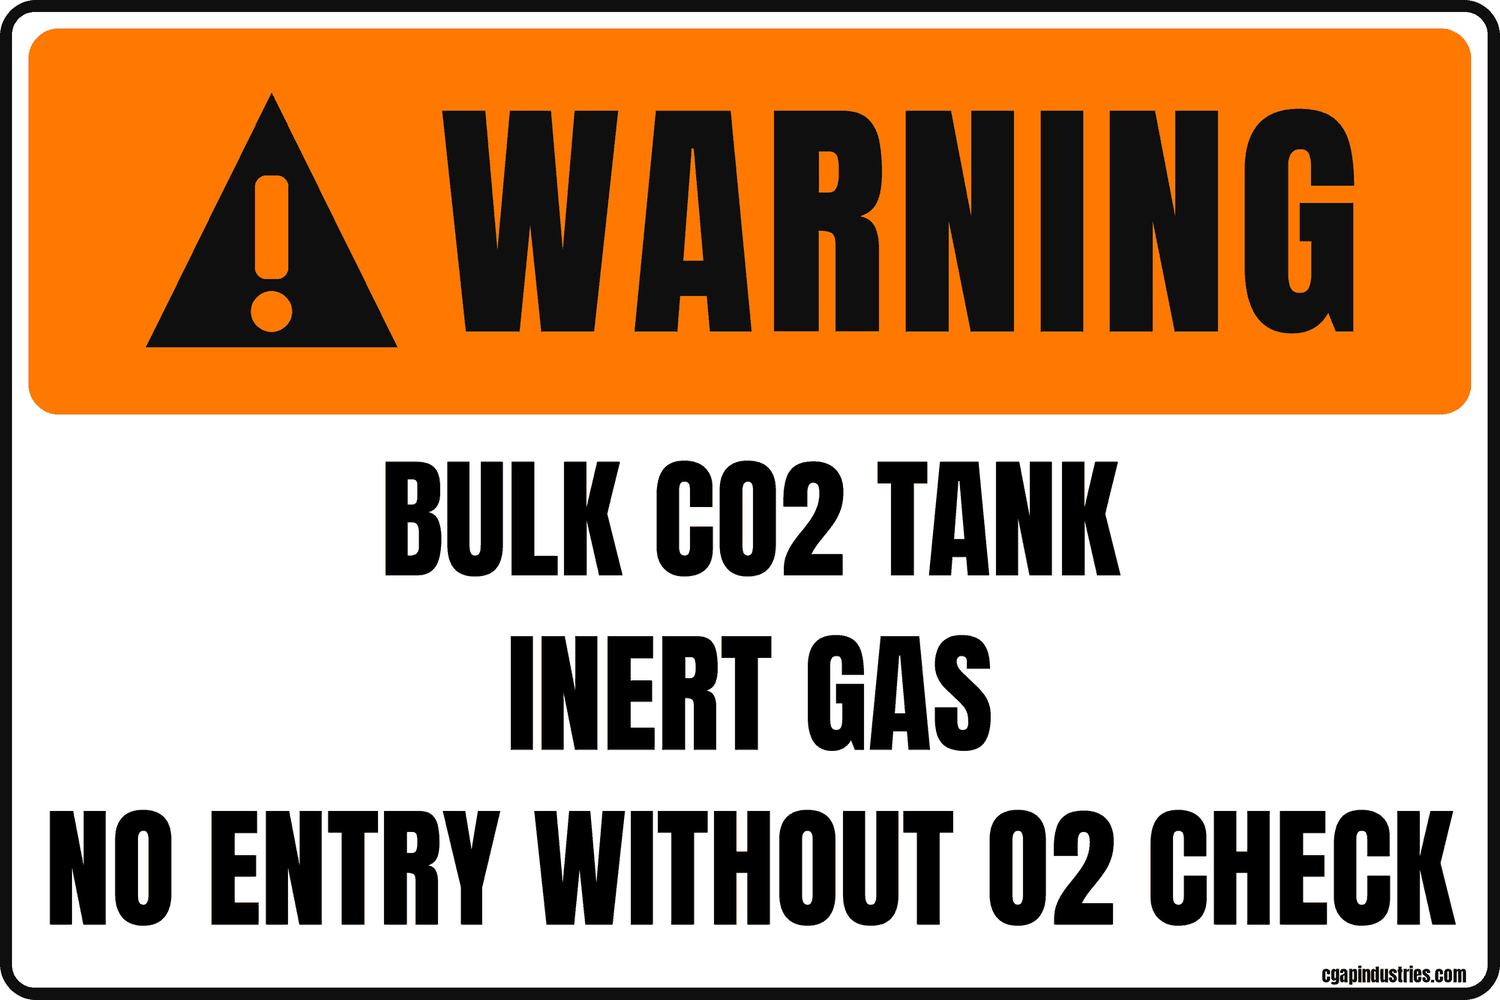 WARNING
BULK CO2 TANK
INERT GAS
NO ENTRY WITHOUT O2 CHECK
cgapindustries.com